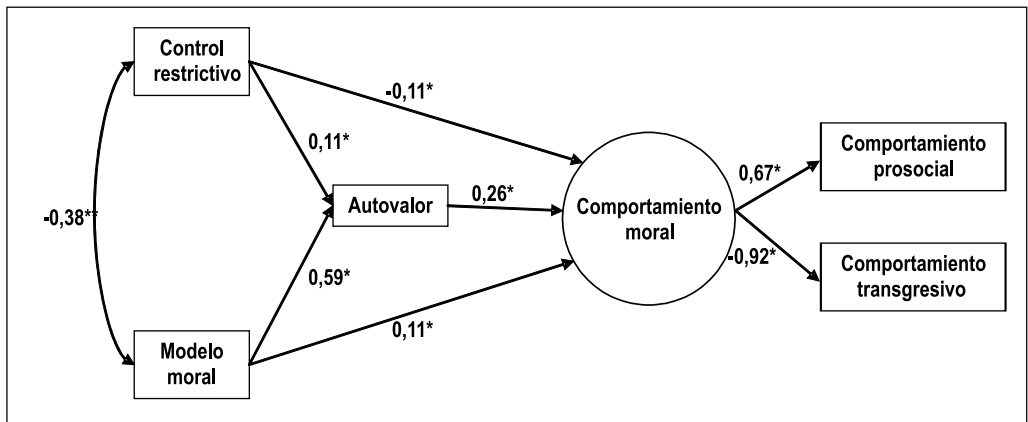 Control
restrictivo
-0,11*
0,11*
Comportamiento
prosocial
0,67*
Autovalor
0,26*
Comportamiento
moral
-0,38**
-0,92*
Comportamiento
transgresivo
0,59*
0,11*
Modelo
moral